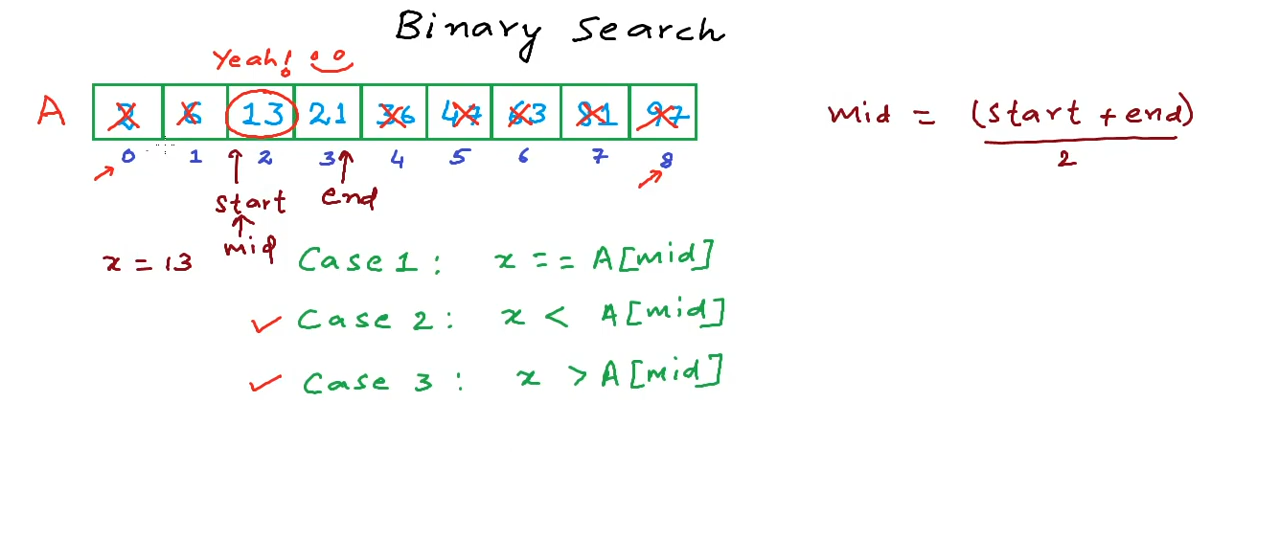 Binary Search
Yeah!
A 2 6 13 21 36 47 63 81 97
0 1 2 3 4 5 6 7 8
start end
mid
mid = (start + end)
2
x = 13
Case 1 : x == A[mid]
Case 2 : x < A[mid]
Case 3 : x > A[mid]